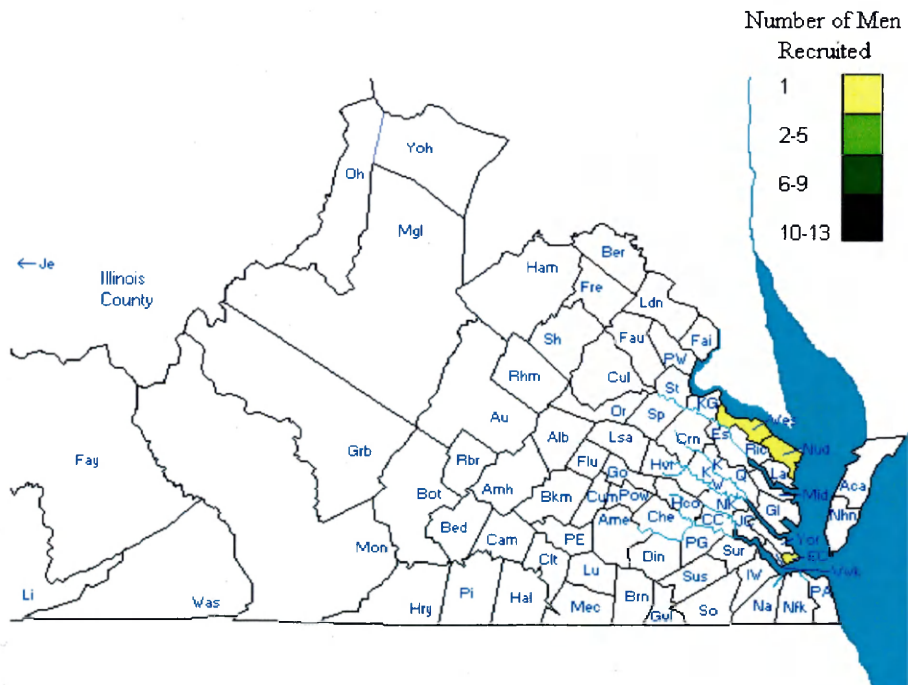 Number of Men
Recruited
1
2-5
6-9
10-13
Yoh
Oh
Mgl
Ber
Ham
← Je
Illinois
County
Fre
Ldn
Sh
Fau
Fai
PW
Rhm
Cul
St
KG
Wes
Au
Or
Sp
Es
Alb
Lsa
Crn
Ric
Nud
Grb
Fay
Rbr
Flu
Hvr
K
K
Q
La
Aca
Go
W
Bot
Amh
Bkm
Cum
Pow
Hco
NK
Mid
Gl
Nhn
Bed
Cam
Ame
Che
CC
JC
Yor
PE
PG
EC
Mon
Clt
Din
Sur
Wwk
Lu
Sus
IW
PA
Li
Was
Hry
Pi
Hal
Mec
Brn
Gvl
So
Na
Nfk